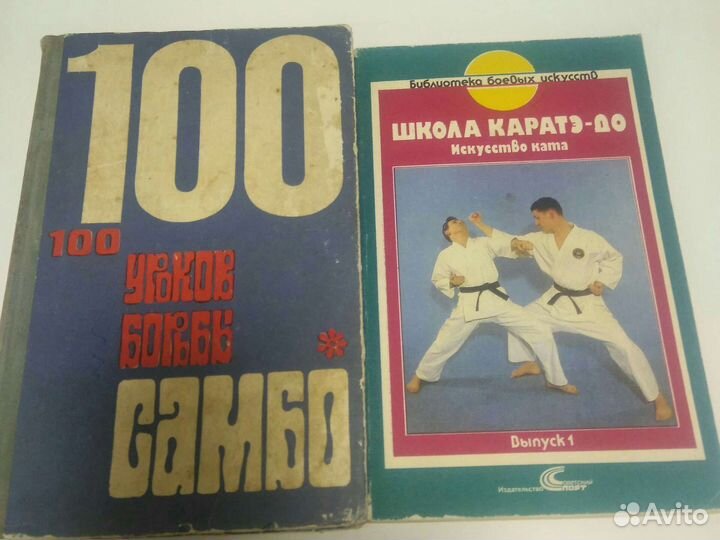 100
100
уроков
борьбы
САМБО
Библиотека боевых искусств
ШКОЛА КАРАТЭ-ДО
Искусство ката
Выпуск 1
Издательство Советский Спорт
Avito